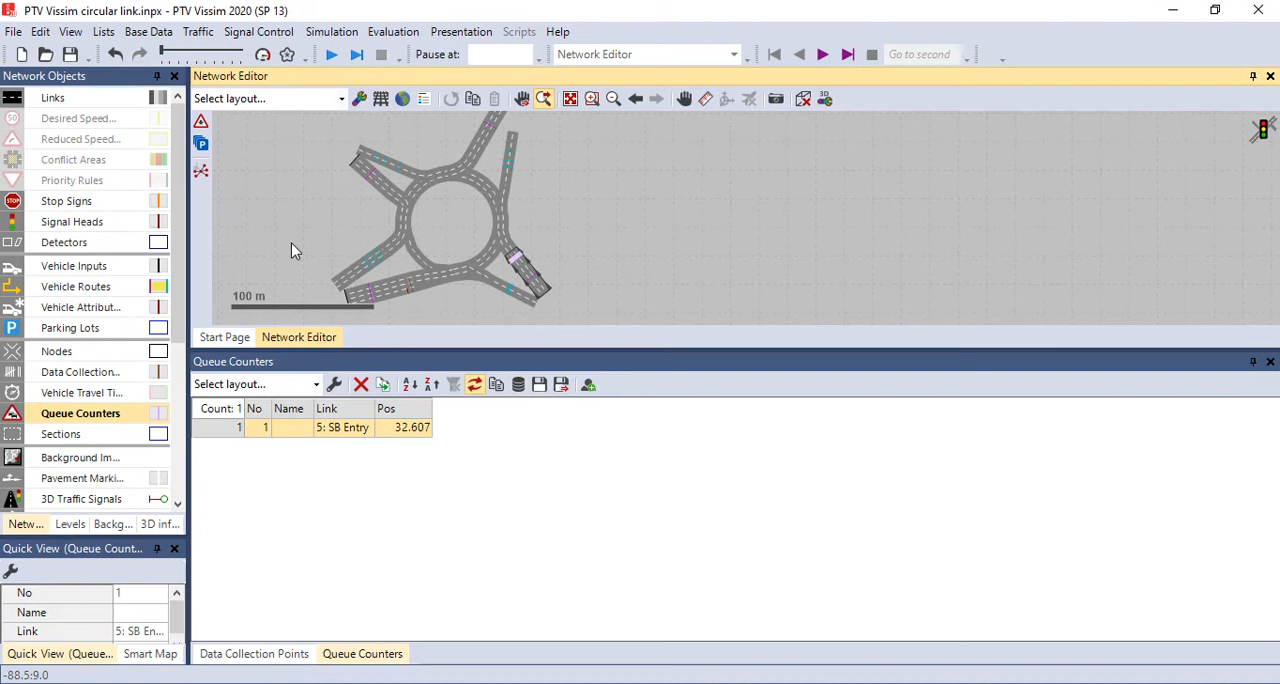 PTV Vissim circular link.inpx - PTV Vissim 2020 (SP 13)
File Edit View Lists Base Data Traffic Signal Control Simulation Evaluation Presentation Scripts Help
Pause at: Network Editor Go to second
Network Objects
Network Editor
Select layout...
Links
Desired Speed...
Reduced Speed...
Conflict Areas
Priority Rules
Stop Signs
Signal Heads
Detectors
Vehicle Inputs
Vehicle Routes
Vehicle Attribut...
Parking Lots
Nodes
Data Collection...
Vehicle Travel Ti...
Queue Counters
Sections
Background Im...
Pavement Marki...
3D Traffic Signals
Netw... Levels Backg... 3D inf...
100 m
Start Page Network Editor
Queue Counters
Select layout...
Count: 1 No Name Link Pos
1 1 5: SB Entry 32.607
Quick View (Queue Count...
No 1
Name
Link 5: SB En...
Quick View (Queue... Smart Map
Data Collection Points Queue Counters
-88.5:9.0